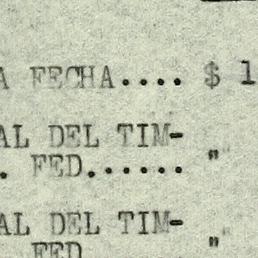 A FECHA.... $ 1
AL DEL TIM-
. FED...... "
AL DEL TIM- "
FED "